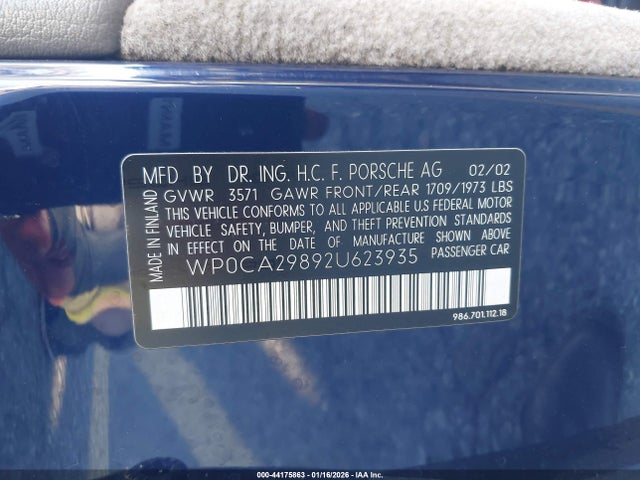 MFD BY DR. ING. H.C. F. PORSCHE AG 02/02
GVWR 3571 GAWR FRONT/REAR 1709/1973 LBS
THIS VEHICLE CONFORMS TO ALL APPLICABLE U.S FEDERAL MOTOR
VEHICLE SAFETY, BUMPER, AND THEFT PREVENTION STANDARDS
IN EFFECT ON THE DATE OF MANUFACTURE SHOWN ABOVE
WP0CA29892U623935 PASSENGER CAR
MADE IN FINLAND
986.701.112.18
000-44175863 - 01/16/2026 - IAA Inc.